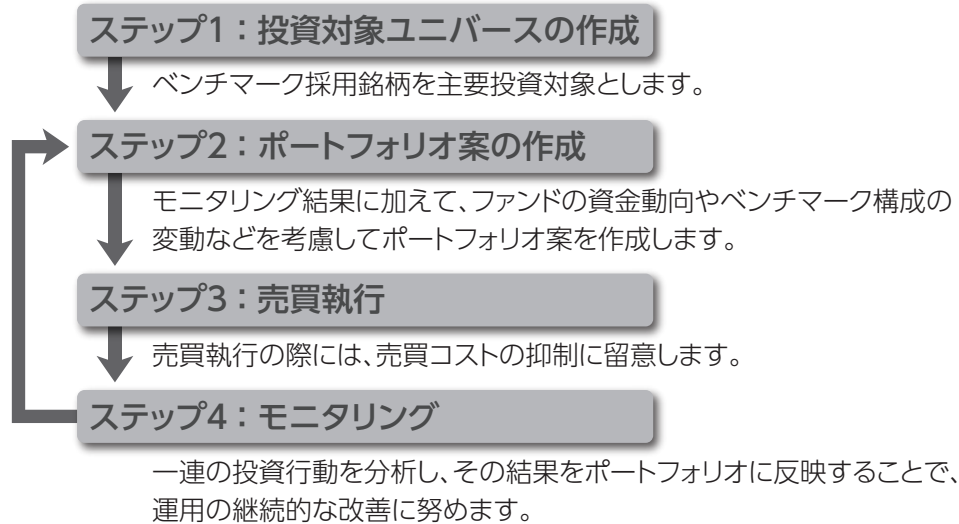 ステップ1：投資対象ユニバースの作成
ベンチマーク採用銘柄を主要投資対象とします。
ステップ2：ポートフォリオ案の作成
モニタリング結果に加えて、ファンドの資金動向やベンチマーク構成の
変動などを考慮してポートフォリオ案を作成します。
ステップ3：売買執行
売買執行の際には、売買コストの抑制に留意します。
ステップ4：モニタリング
一連の投資行動を分析し、その結果をポートフォリオに反映することで、
運用の継続的な改善に努めます。